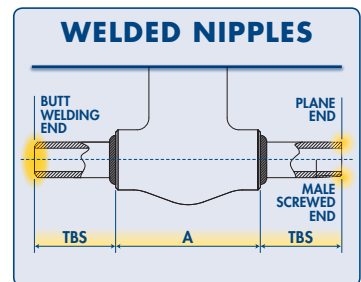 WELDED NIPPLES
BUTT
WELDING
END
PLANE
END
MALE
SCREWED
END
TBS
A
TBS